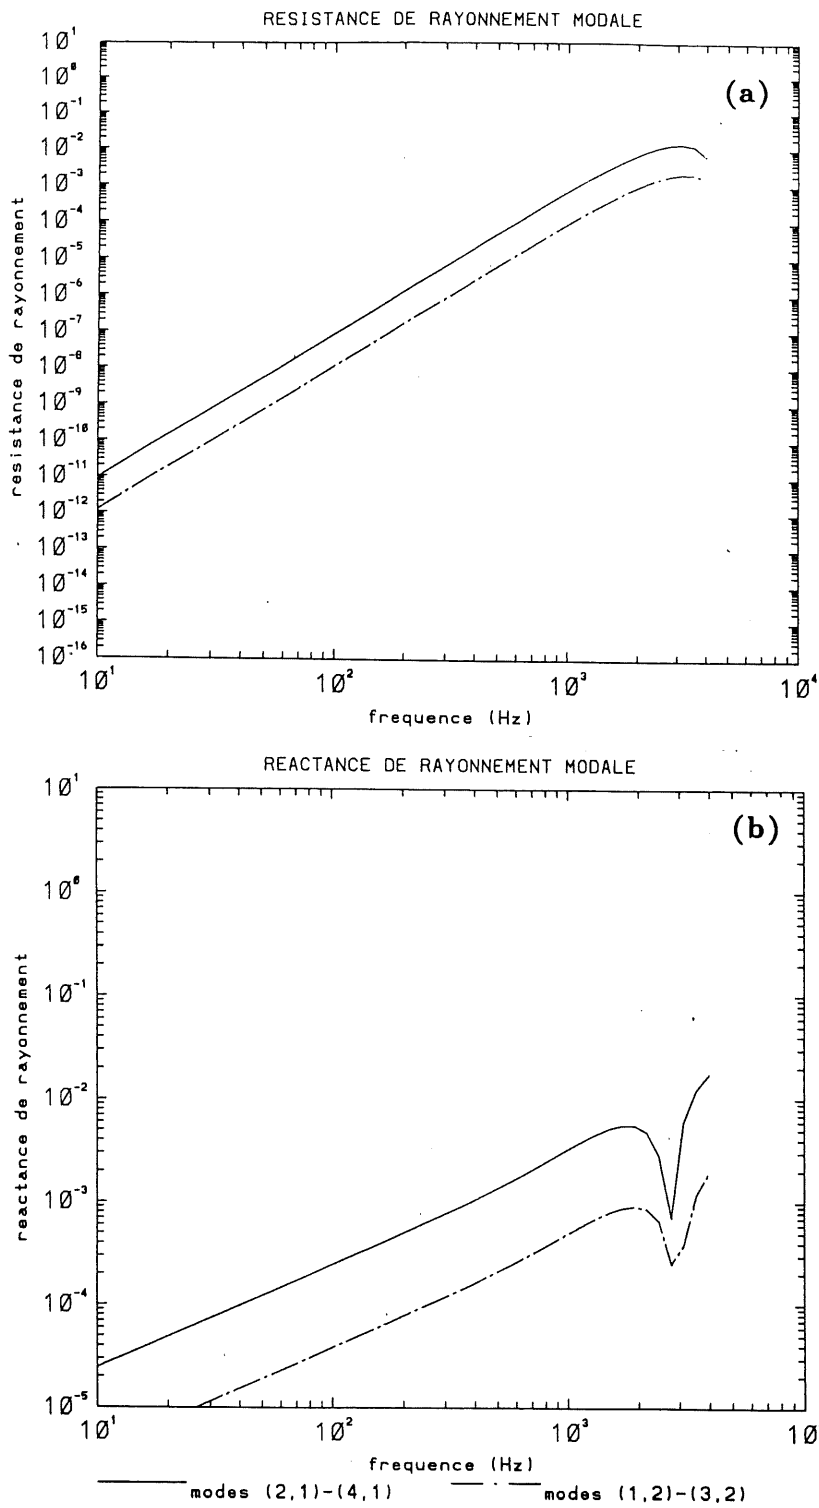 RESISTANCE DE RAYONNEMENT MODALE
(a)
resistance de rayonnement
10¹
10⁰
10⁻¹
10⁻²
10⁻³
10⁻⁴
10⁻⁵
10⁻⁶
10⁻⁷
10⁻⁸
10⁻⁹
10⁻¹⁰
10⁻¹¹
10⁻¹²
10⁻¹³
10⁻¹⁴
10⁻¹⁵
10⁻¹⁶
10¹ 10² 10³ 10⁴
frequence (Hz)
REACTANCE DE RAYONNEMENT MODALE
(b)
reactance de rayonnement
10¹
10⁰
10⁻¹
10⁻²
10⁻³
10⁻⁴
10⁻⁵
10¹ 10² 10³ 10
frequence (Hz)
modes (2,1)-(4,1) modes (1,2)-(3,2)